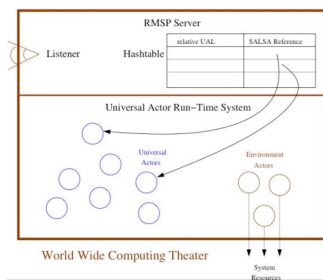 RMSP Server
Listener
Hashtable
relative UAL
SALSA Reference
Universal Actor Run-Time System
Universal
Actors
Environment
Actors
World Wide Computing Theater
System
Resources